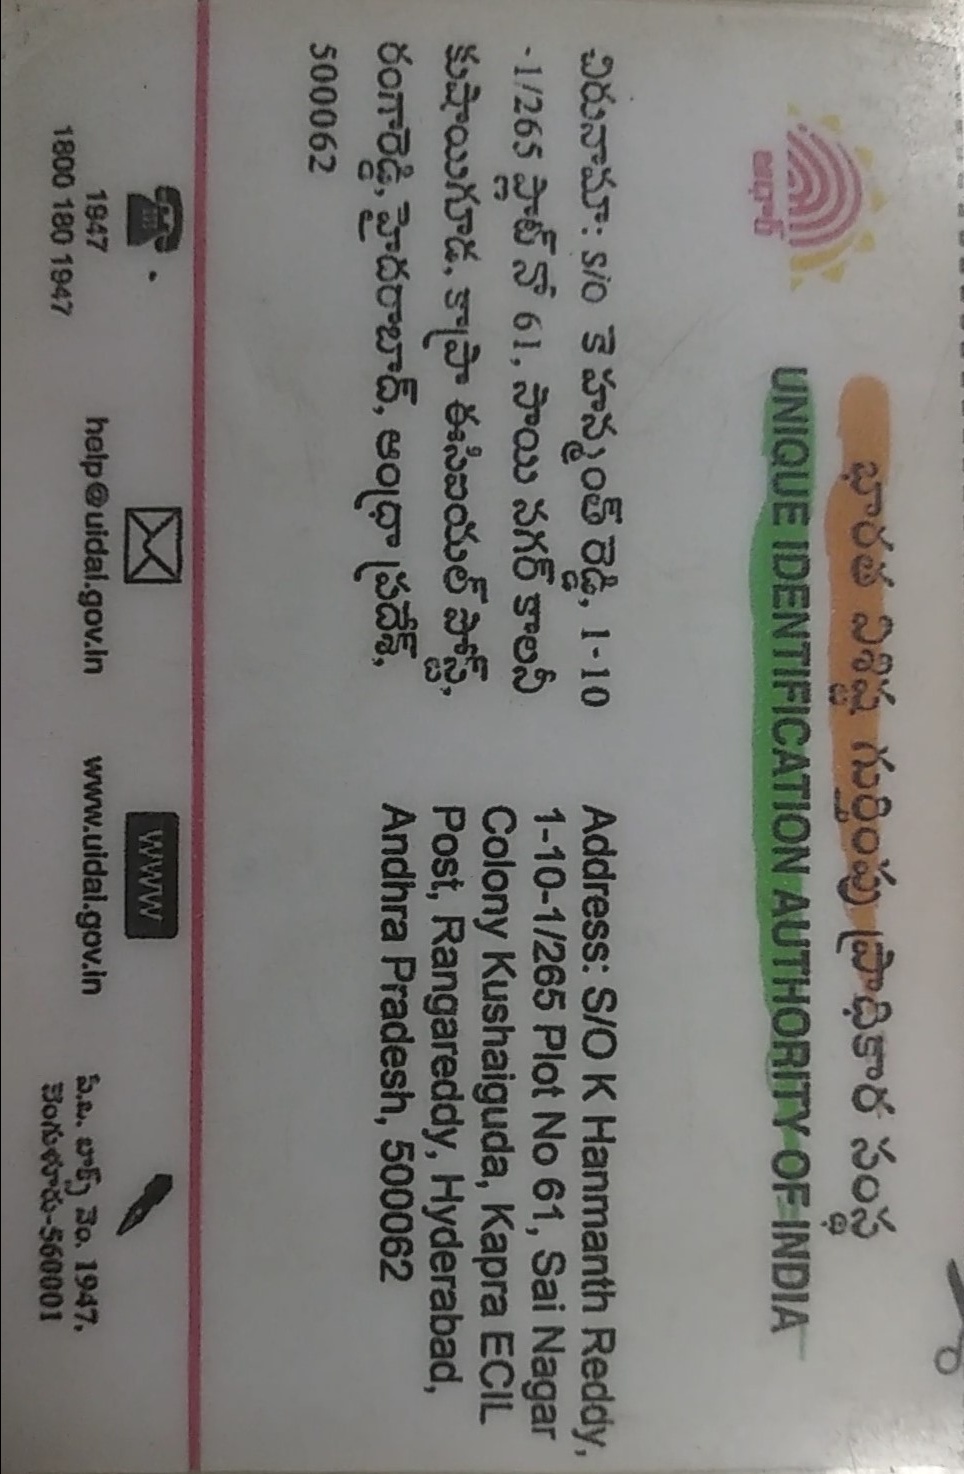 ఆధార్
భారత విశిష్ట గుర్తింపు ప్రాధికార సంస్థ
UNIQUE IDENTIFICATION AUTHORITY OF INDIA
చిరునామా: S/O కె హన్మంత్ రెడ్డి, 1-10
-1/265 ప్లాట్ నో 61, సాయి నగర్ కాలనీ
కుషాయిగూడ, కాప్రా ఈసిఐయల్ పోస్ట్,
రంగారెడ్డి, హైదరాబాద్, ఆంధ్రా ప్రదేశ్,
500062
Address: S/O K Hanmanth Reddy,
1-10-1/265 Plot No 61, Sai Nagar
Colony Kushaiguda, Kapra ECIL
Post, Rangareddy, Hyderabad,
Andhra Pradesh, 500062
1947
1800 180 1947
help@uidai.gov.in
WWW
www.uidai.gov.in
పి.బి. బాక్స్ నెం. 1947,
బెంగుళూరు-560001